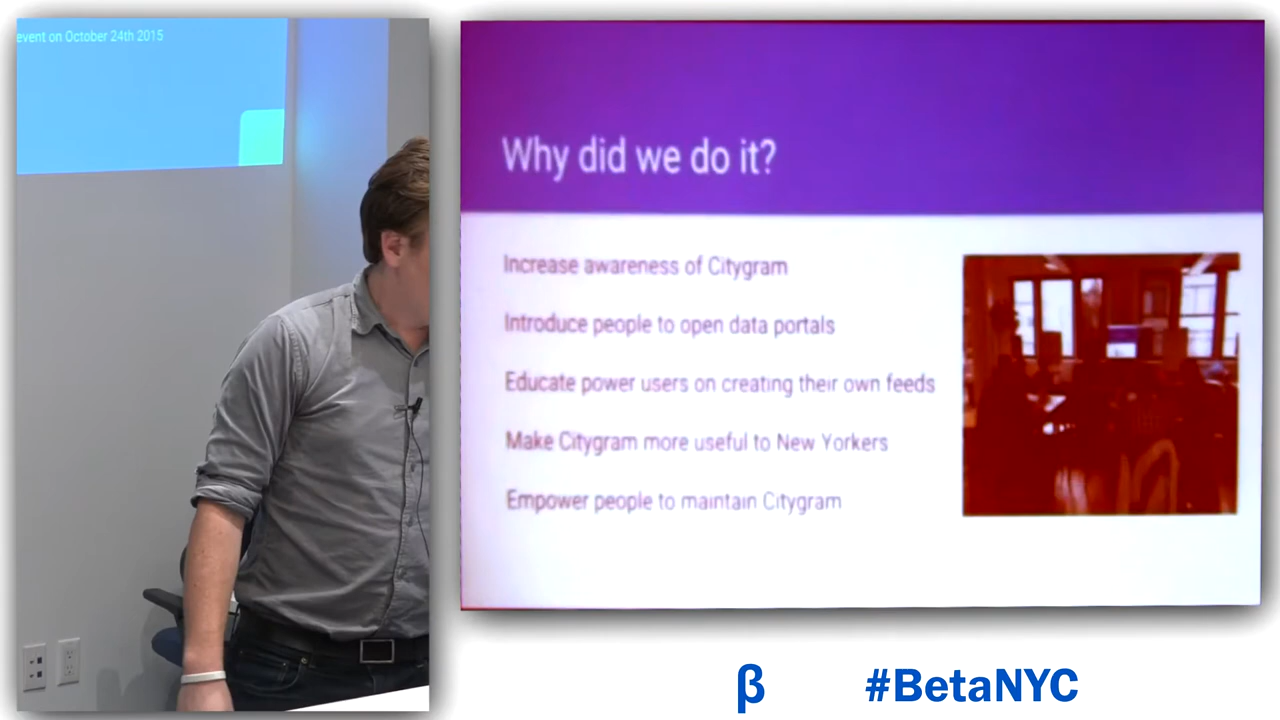 event on October 24th 2015
Why did we do it?
Increase awareness of Citygram
Introduce people to open data portals
Educate power users on creating their own feeds
Make Citygram more useful to New Yorkers
Empower people to maintain Citygram
β #BetaNYC